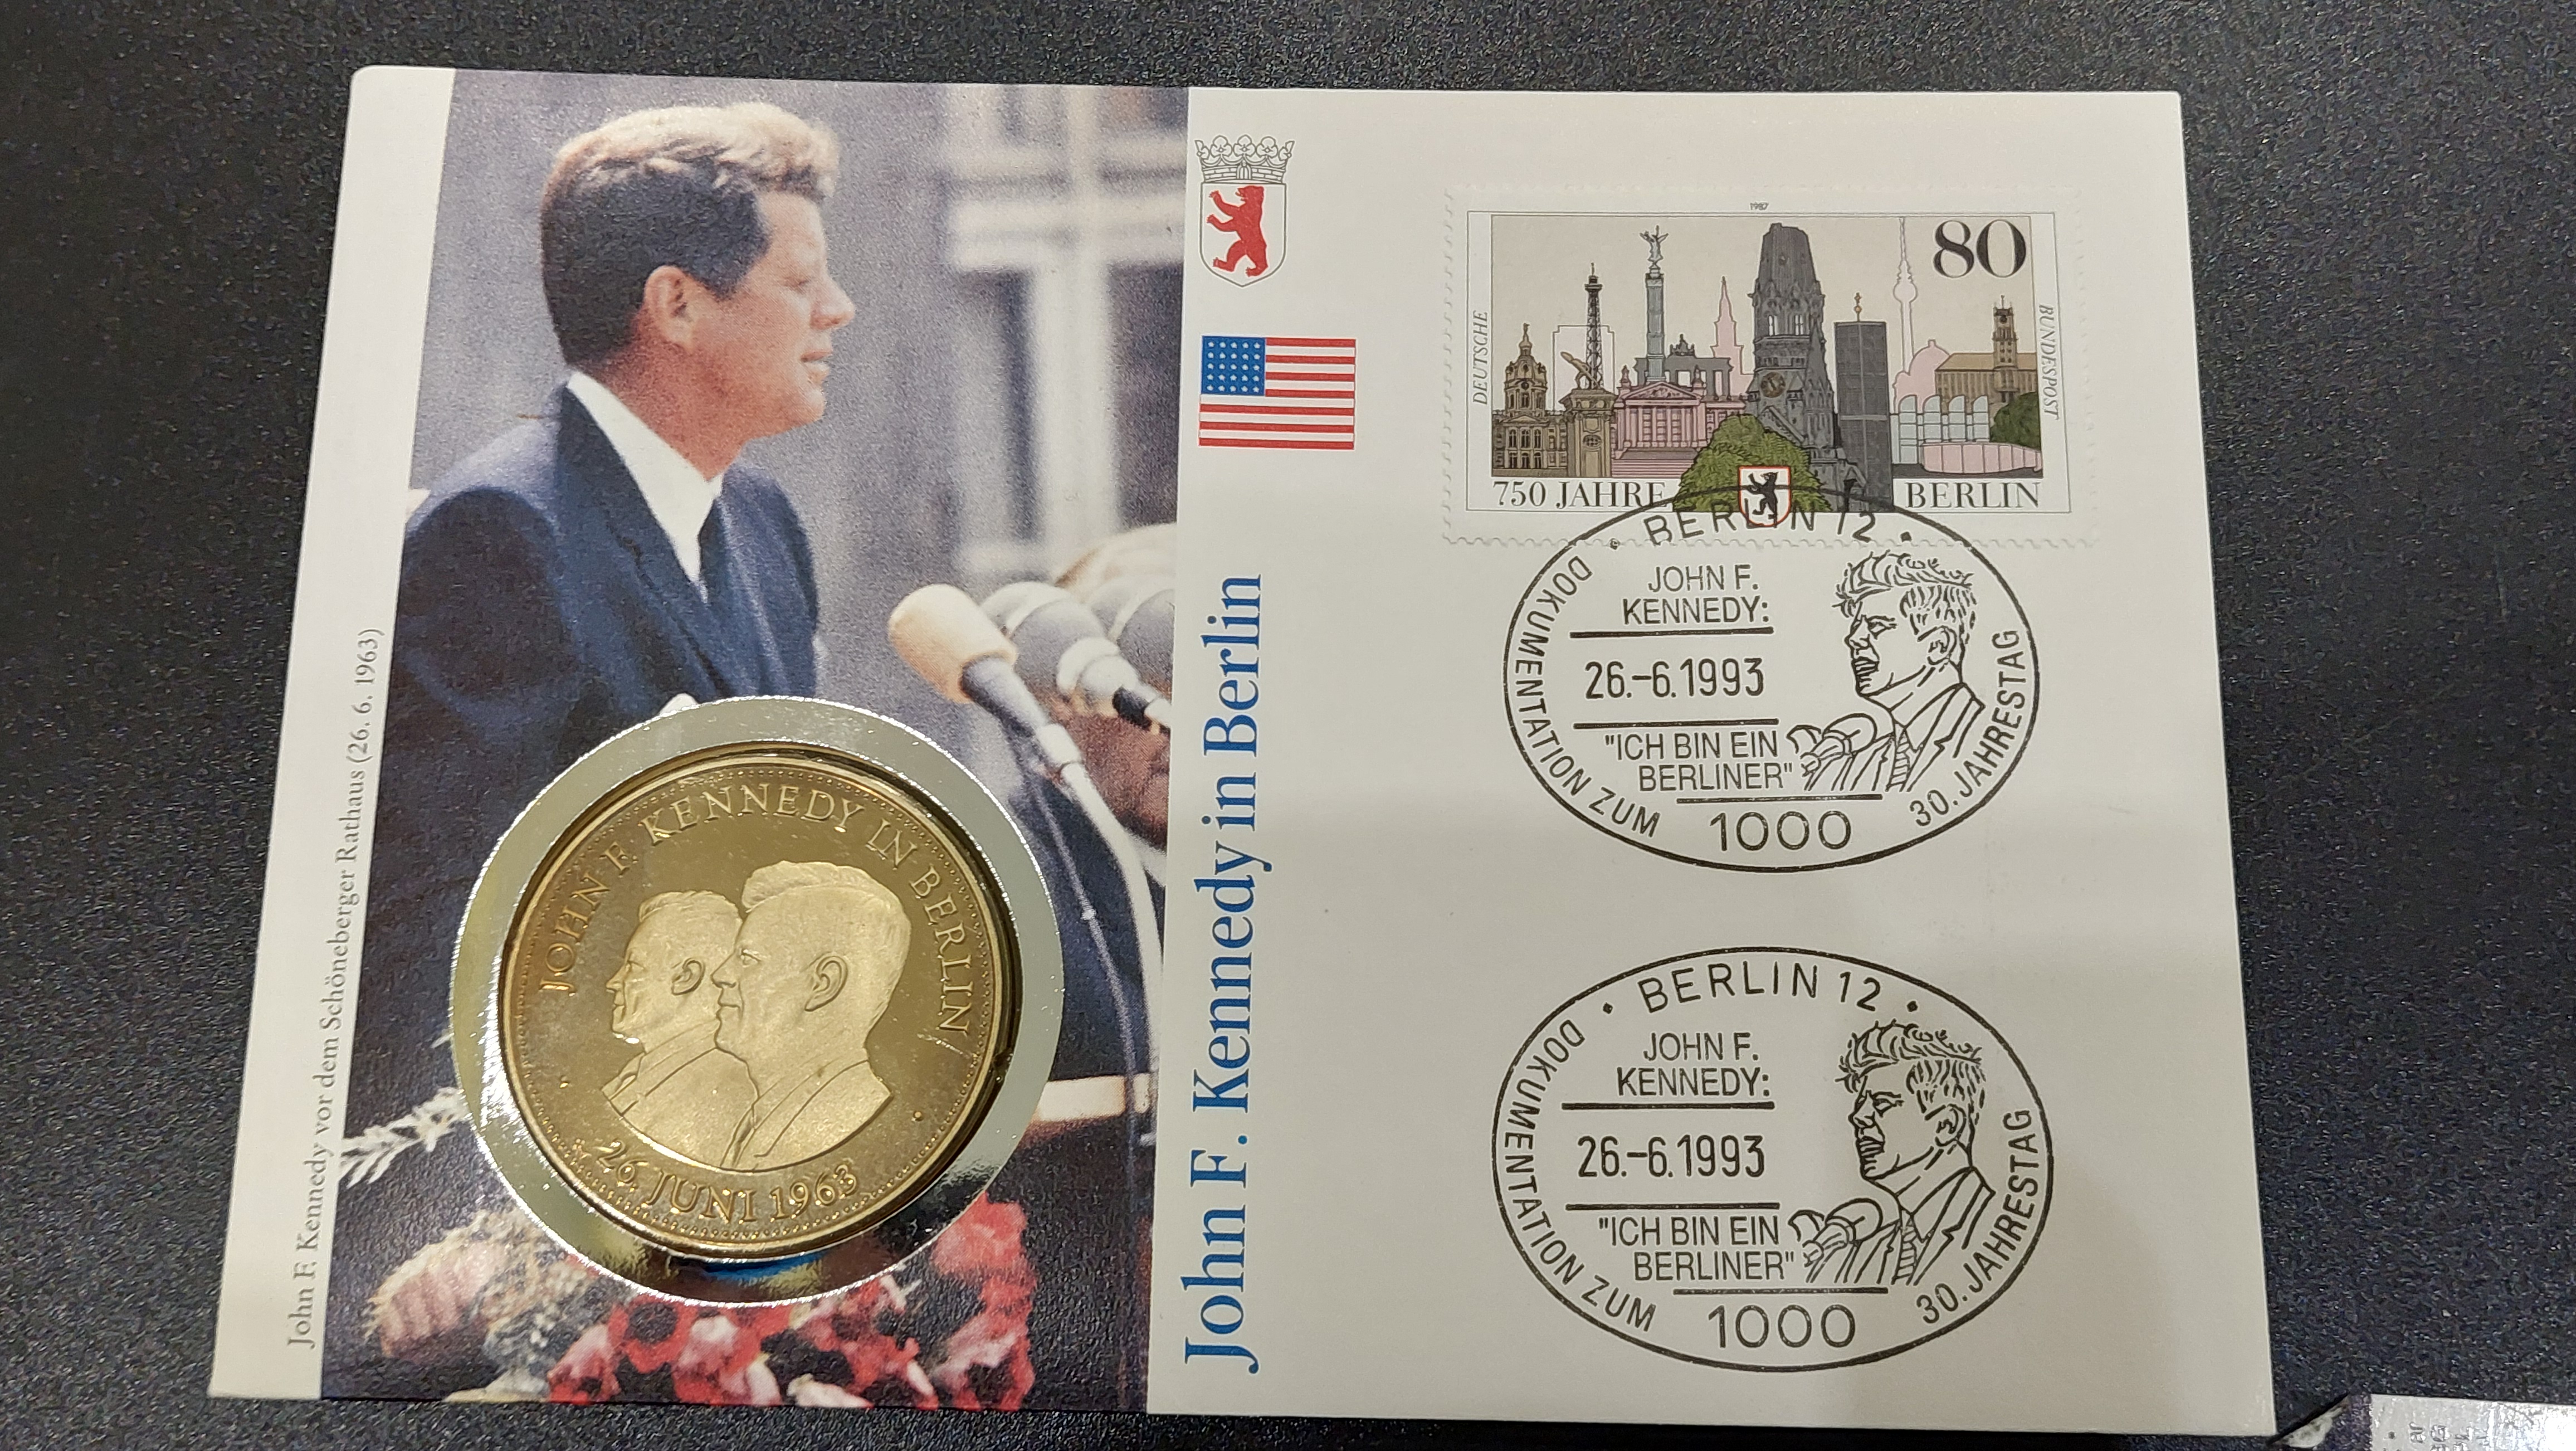 John F. Kennedy vor dem Schöneberger Rathaus (26. 6. 1963)
JOHN F. KENNEDY IN BERLIN
26. JUNI 1963
John F. Kennedy in Berlin
1987
80
DEUTSCHE
BUNDESPOST
750 JAHRE BERLIN
BERLIN 12
JOHN F.
KENNEDY:
26.-6.1993
"ICH BIN EIN
BERLINER"
1000
DOKUMENTATION ZUM 30. JAHRESTAG
BERLIN 12
JOHN F.
KENNEDY:
26.-6.1993
"ICH BIN EIN
BERLINER"
1000
DOKUMENTATION ZUM 30. JAHRESTAG